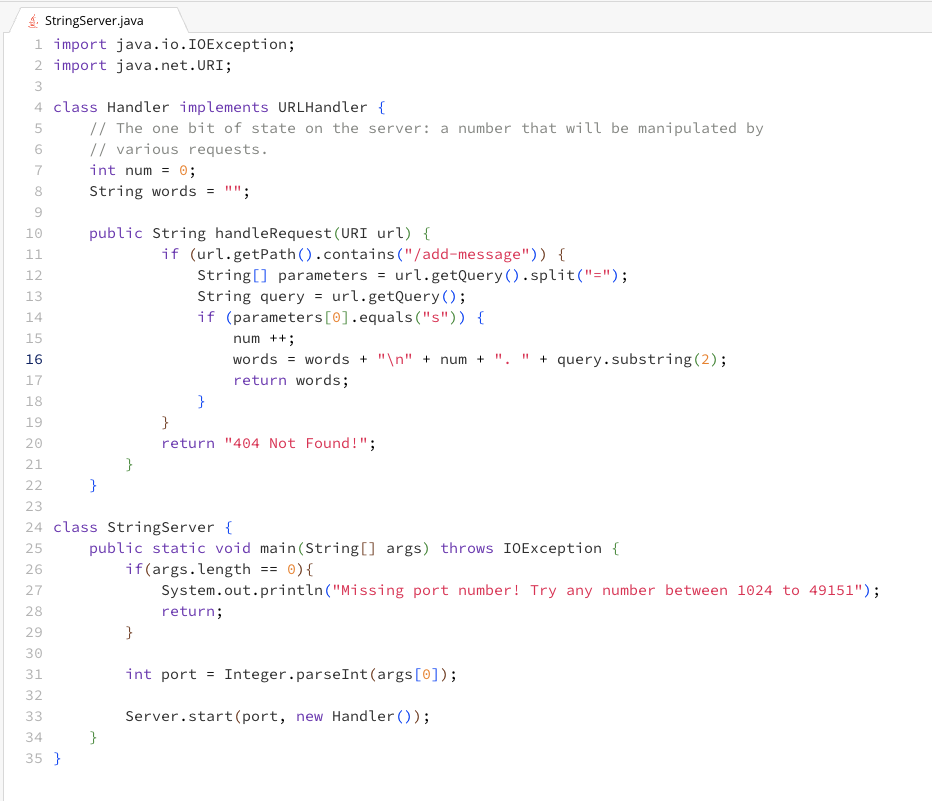 StringServer.java
1 import java.io.IOException;
2 import java.net.URI;
3
4 class Handler implements URLHandler {
5     // The one bit of state on the server: a number that will be manipulated by
6     // various requests.
7     int num = 0;
8     String words = "";
9
10     public String handleRequest(URI url) {
11             if (url.getPath().contains("/add-message")) {
12                 String[] parameters = url.getQuery().split("=");
13                 String query = url.getQuery();
14                 if (parameters[0].equals("s")) {
15                     num ++;
16                     words = words + "\n" + num + ". " + query.substring(2);
17                     return words;
18                 }
19             }
20             return "404 Not Found!";
21         }
22     }
23
24 class StringServer {
25     public static void main(String[] args) throws IOException {
26         if(args.length == 0){
27             System.out.println("Missing port number! Try any number between 1024 to 49151");
28             return;
29         }
30
31         int port = Integer.parseInt(args[0]);
32
33         Server.start(port, new Handler());
34     }
35 }